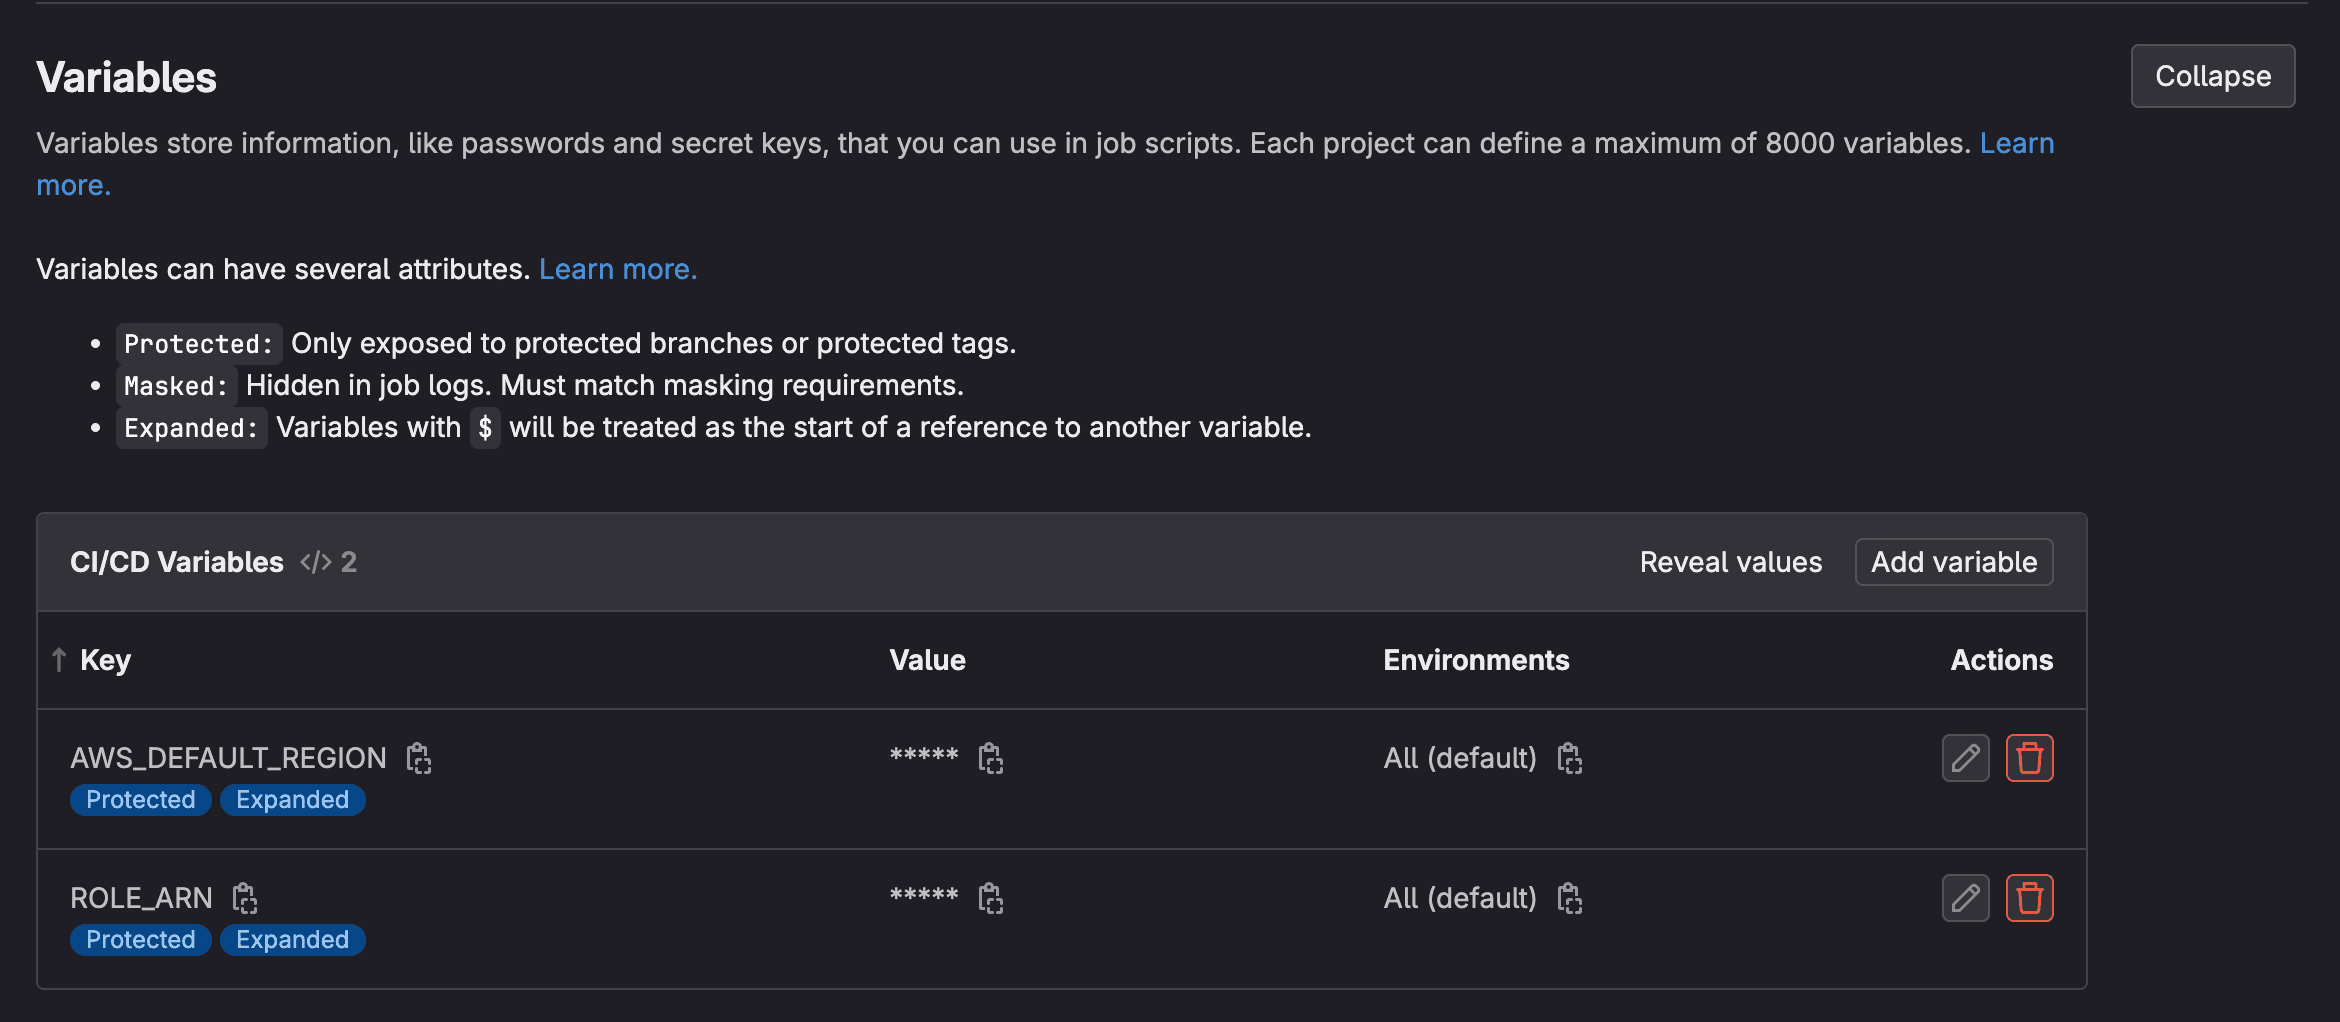 Variables
Collapse
Variables store information, like passwords and secret keys, that you can use in job scripts. Each project can define a maximum of 8000 variables. Learn
more.
Variables can have several attributes. Learn more.
• Protected: Only exposed to protected branches or protected tags.
• Masked: Hidden in job logs. Must match masking requirements.
• Expanded: Variables with $ will be treated as the start of a reference to another variable.
CI/CD Variables </> 2 Reveal values Add variable
↑ Key Value Environments Actions
AWS_DEFAULT_REGION ***** All (default)
Protected Expanded
ROLE_ARN ***** All (default)
Protected Expanded